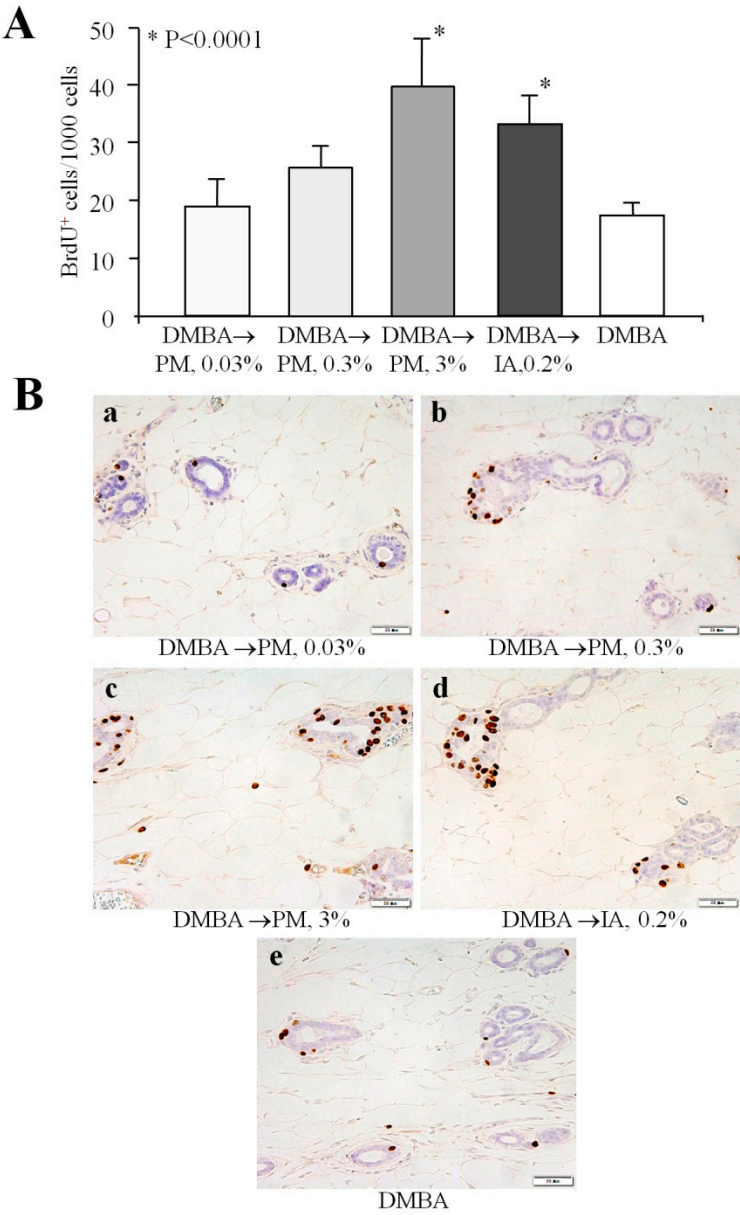 A
50
* P<0.0001
*
40
*
30
20
10
0
BrdU+ cells/1000 cells
DMBA→ DMBA→ DMBA→ DMBA→ DMBA
PM, 0.03% PM, 0.3% PM, 3% IA,0.2%
B
a b
DMBA →PM, 0.03% DMBA →PM, 0.3%
c d
DMBA →PM, 3% DMBA →IA, 0.2%
e
DMBA